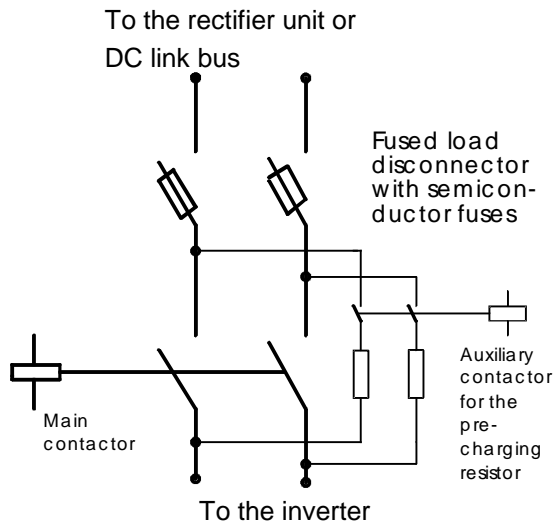 To the rectifier unit or
DC link bus
Fused load
disconnector
with semicon-
ductor fuses
Auxiliary
contactor
for the
pre-
charging
resistor
Main
contactor
To the inverter